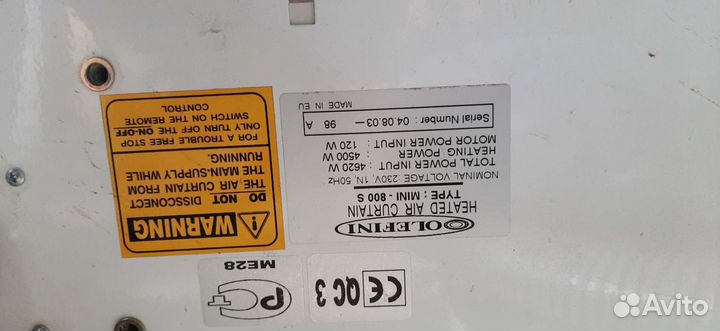 OLEFINI
HEATED AIR CURTAIN
TYPE : MINI - 800 S
NOMINAL VOLTAGE 230V, 1N, 50Hz
TOTAL POWER INPUT : 4620 W
HEATING POWER : 4500 W
MOTOR POWER INPUT : 120 W
Serial Number : 04.08.03 — 98 A
MADE IN EU
WARNING
DO NOT DISSCONECT
THE AIR CURTAIN FROM
THE MAIN-SUPPLY WHILE
RUNNING.
FOR A TROUBLE FREE STOP
ONLY TURN OFF THE ON-OFF
SWITCH ON THE REMOTE
CONTROL
CE QC 3
PC
ME28
Avito